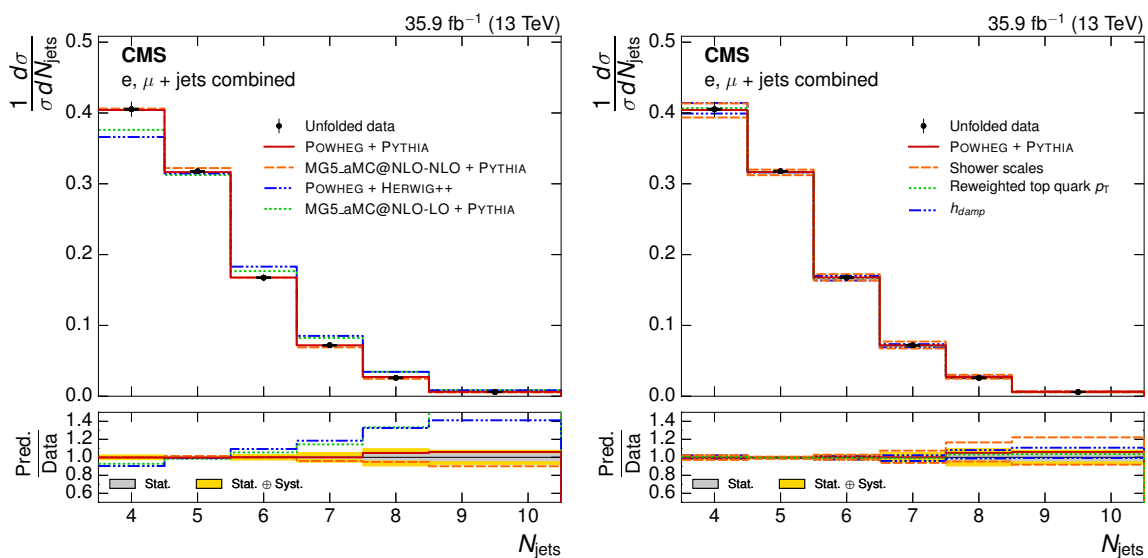 35.9 fb⁻¹ (13 TeV)
1/σ dσ/dN_jets
0.5
0.4
0.3
0.2
0.1
0.0
CMS
e, μ + jets combined
Unfolded data
POWHEG + PYTHIA
MG5_aMC@NLO-NLO + PYTHIA
POWHEG + HERWIG++
MG5_aMC@NLO-LO + PYTHIA
Pred.
Data
1.4
1.2
1.0
0.8
0.6
Stat.
Stat. ⊕ Syst.
4 5 6 7 8 9 10
N_jets
35.9 fb⁻¹ (13 TeV)
1/σ dσ/dN_jets
0.5
0.4
0.3
0.2
0.1
0.0
CMS
e, μ + jets combined
Unfolded data
POWHEG + PYTHIA
Shower scales
Reweighted top quark p_T
h_damp
Pred.
Data
1.4
1.2
1.0
0.8
0.6
Stat.
Stat. ⊕ Syst.
4 5 6 7 8 9 10
N_jets